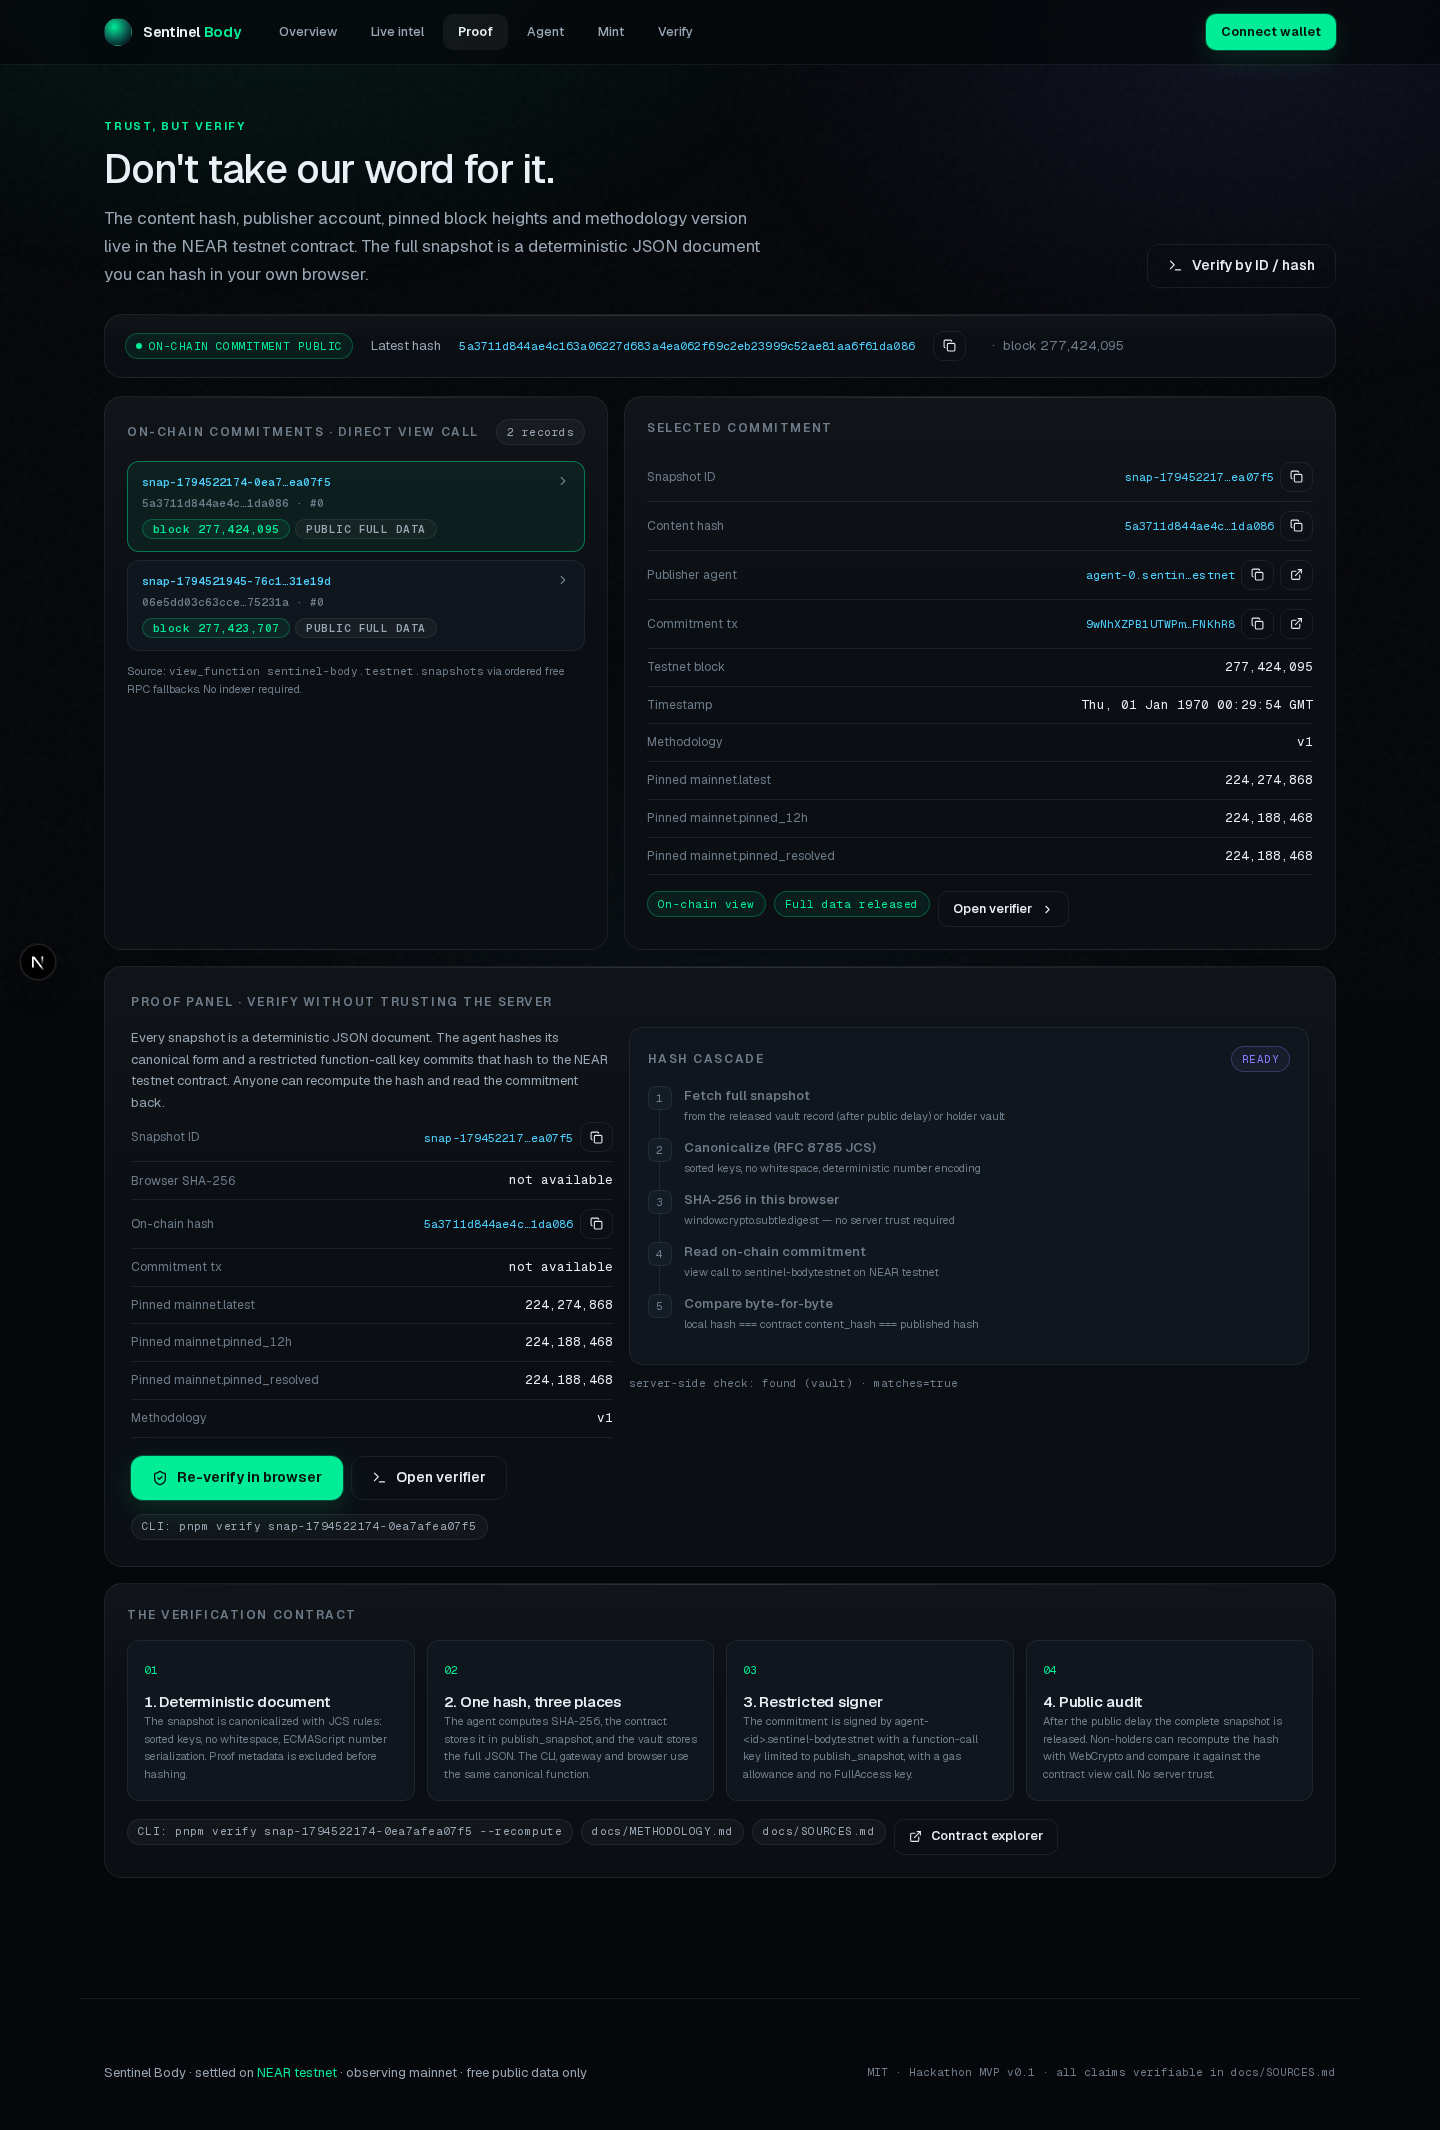 Sentinel Body
Overview
Live intel
Proof
Agent
Mint
Verify
Connect wallet
TRUST, BUT VERIFY
Don't take our word for it.
The content hash, publisher account, pinned block heights and methodology version
live in the NEAR testnet contract. The full snapshot is a deterministic JSON document
you can hash in your own browser.
Verify by ID / hash
ON-CHAIN COMMITMENT PUBLIC
Latest hash
5a3711d844ae4c163a06227d683a4ea062f69c2eb23999c52ae81aa6f61da086
· block 277,424,095
ON-CHAIN COMMITMENTS · DIRECT VIEW CALL
2 records
snap-1794522174-0ea7…ea07f5
5a3711d844ae4c…1da086 · #0
block 277,424,095
PUBLIC FULL DATA
snap-1794521945-76c1…31e19d
06e5dd03c63cce…75231a · #0
block 277,423,707
PUBLIC FULL DATA
Source: view_function sentinel-body.testnet.snapshots via ordered free
RPC fallbacks. No indexer required.
SELECTED COMMITMENT
Snapshot ID
snap-179452217…ea07f5
Content hash
5a3711d844ae4c…1da086
Publisher agent
agent-0.sentin…estnet
Commitment tx
9wNhXZPB1UTWPm…FNKhR8
Testnet block
277,424,095
Timestamp
Thu, 01 Jan 1970 00:29:54 GMT
Methodology
v1
Pinned mainnet.latest
224,274,868
Pinned mainnet.pinned_12h
224,188,468
Pinned mainnet.pinned_resolved
224,188,468
On-chain view
Full data released
Open verifier
N
PROOF PANEL · VERIFY WITHOUT TRUSTING THE SERVER
Every snapshot is a deterministic JSON document. The agent hashes its
canonical form and a restricted function-call key commits that hash to the NEAR
testnet contract. Anyone can recompute the hash and read the commitment
back.
Snapshot ID
snap-179452217…ea07f5
Browser SHA-256
not available
On-chain hash
5a3711d844ae4c…1da086
Commitment tx
not available
Pinned mainnet.latest
224,274,868
Pinned mainnet.pinned_12h
224,188,468
Pinned mainnet.pinned_resolved
224,188,468
Methodology
v1
Re-verify in browser
Open verifier
CLI: pnpm verify snap-1794522174-0ea7afea07f5
HASH CASCADE
READY
1
Fetch full snapshot
from the released vault record (after public delay) or holder vault
2
Canonicalize (RFC 8785 JCS)
sorted keys, no whitespace, deterministic number encoding
3
SHA-256 in this browser
window.crypto.subtle.digest — no server trust required
4
Read on-chain commitment
view call to sentinel-body.testnet on NEAR testnet
5
Compare byte-for-byte
local hash === contract content_hash === published hash
server-side check: found (vault) · matches=true
THE VERIFICATION CONTRACT
01
1. Deterministic document
The snapshot is canonicalized with JCS rules:
sorted keys, no whitespace, ECMAScript number
serialization. Proof metadata is excluded before
hashing.
02
2. One hash, three places
The agent computes SHA-256, the contract
stores it in publish_snapshot, and the vault stores
the full JSON. The CLI, gateway and browser use
the same canonical function.
03
3. Restricted signer
The commitment is signed by agent-
<id>.sentinel-body.testnet with a function-call
key limited to publish_snapshot, with a gas
allowance and no FullAccess key.
04
4. Public audit
After the public delay the complete snapshot is
released. Non-holders can recompute the hash
with WebCrypto and compare it against the
contract view call. No server trust.
CLI: pnpm verify snap-1794522174-0ea7afea07f5 --recompute
docs/METHODOLOGY.md
docs/SOURCES.md
Contract explorer
Sentinel Body · settled on NEAR testnet · observing mainnet · free public data only
MIT · Hackathon MVP v0.1 · all claims verifiable in docs/SOURCES.md